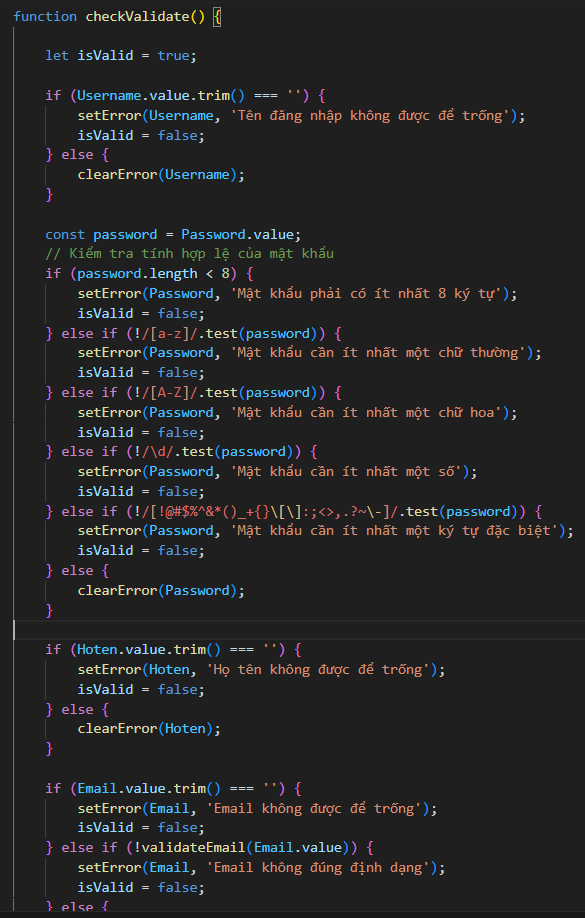 function checkValidate() {
let isValid = true;
if (Username.value.trim() === '') {
setError(Username, 'Tên đăng nhập không được để trống');
isValid = false;
} else {
clearError(Username);
}
const password = Password.value;
// Kiểm tra tính hợp lệ của mật khẩu
if (password.length < 8) {
setError(Password, 'Mật khẩu phải có ít nhất 8 ký tự');
isValid = false;
} else if (!/[a-z]/.test(password)) {
setError(Password, 'Mật khẩu cần ít nhất một chữ thường');
isValid = false;
} else if (!/[A-Z]/.test(password)) {
setError(Password, 'Mật khẩu cần ít nhất một chữ hoa');
isValid = false;
} else if (!/\d/.test(password)) {
setError(Password, 'Mật khẩu cần ít nhất một số');
isValid = false;
} else if (!/[!@#$%^&*()_+{}\[\]:;<>,.?~\-]/.test(password)) {
setError(Password, 'Mật khẩu cần ít nhất một ký tự đặc biệt');
isValid = false;
} else {
clearError(Password);
}
if (Hoten.value.trim() === '') {
setError(Hoten, 'Họ tên không được để trống');
isValid = false;
} else {
clearError(Hoten);
}
if (Email.value.trim() === '') {
setError(Email, 'Email không được để trống');
isValid = false;
} else if (!validateEmail(Email.value)) {
setError(Email, 'Email không đúng định dạng');
isValid = false;
} else {